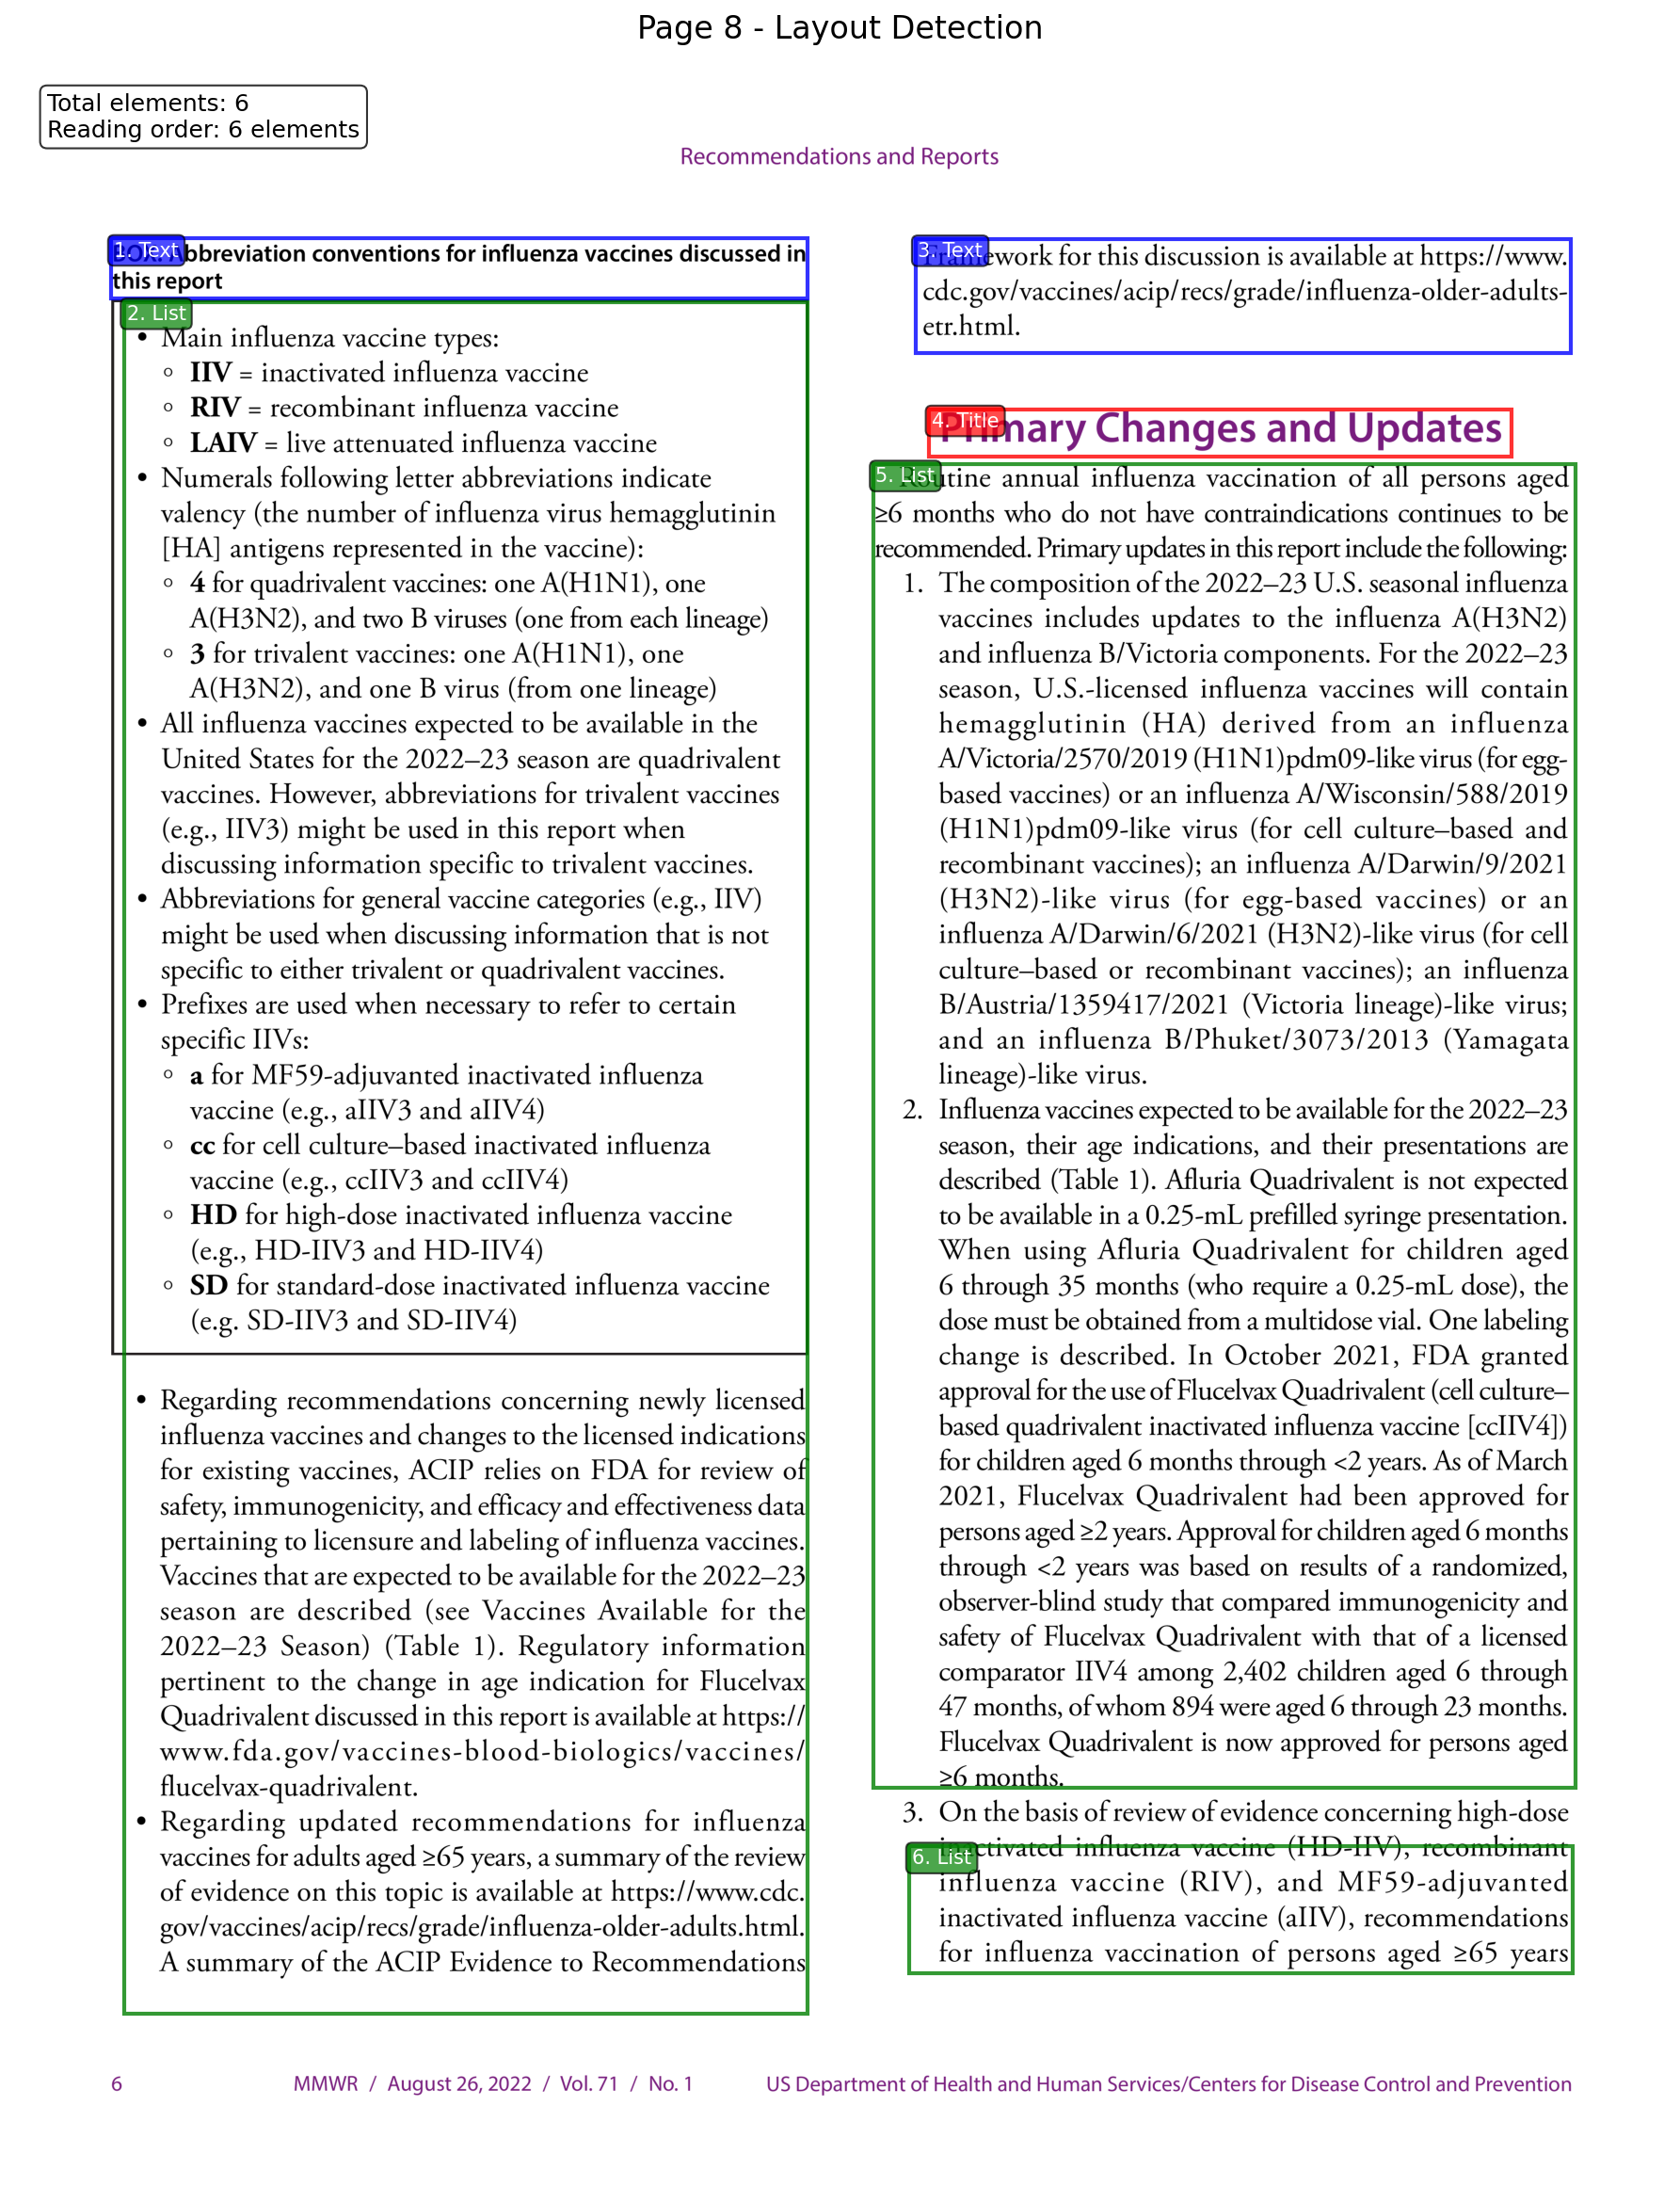 Page 8 - Layout Detection
Total elements: 6
Reading order: 6 elements
Recommendations and Reports
1. Text
bbreviation conventions for influenza vaccines discussed in
this report
2. List
• Main influenza vaccine types:
◦ IIV = inactivated influenza vaccine
◦ RIV = recombinant influenza vaccine
◦ LAIV = live attenuated influenza vaccine
• Numerals following letter abbreviations indicate
valency (the number of influenza virus hemagglutinin
[HA] antigens represented in the vaccine):
◦ 4 for quadrivalent vaccines: one A(H1N1), one
A(H3N2), and two B viruses (one from each lineage)
◦ 3 for trivalent vaccines: one A(H1N1), one
A(H3N2), and one B virus (from one lineage)
• All influenza vaccines expected to be available in the
United States for the 2022–23 season are quadrivalent
vaccines. However, abbreviations for trivalent vaccines
(e.g., IIV3) might be used in this report when
discussing information specific to trivalent vaccines.
• Abbreviations for general vaccine categories (e.g., IIV)
might be used when discussing information that is not
specific to either trivalent or quadrivalent vaccines.
• Prefixes are used when necessary to refer to certain
specific IIVs:
◦ a for MF59-adjuvanted inactivated influenza
vaccine (e.g., aIIV3 and aIIV4)
◦ cc for cell culture–based inactivated influenza
vaccine (e.g., ccIIV3 and ccIIV4)
◦ HD for high-dose inactivated influenza vaccine
(e.g., HD-IIV3 and HD-IIV4)
◦ SD for standard-dose inactivated influenza vaccine
(e.g. SD-IIV3 and SD-IIV4)
• Regarding recommendations concerning newly licensed
influenza vaccines and changes to the licensed indications
for existing vaccines, ACIP relies on FDA for review of
safety, immunogenicity, and efficacy and effectiveness data
pertaining to licensure and labeling of influenza vaccines.
Vaccines that are expected to be available for the 2022–23
season are described (see Vaccines Available for the
2022–23 Season) (Table 1). Regulatory information
pertinent to the change in age indication for Flucelvax
Quadrivalent discussed in this report is available at https://
www.fda.gov/vaccines-blood-biologics/vaccines/
flucelvax-quadrivalent.
• Regarding updated recommendations for influenza
vaccines for adults aged ≥65 years, a summary of the review
of evidence on this topic is available at https://www.cdc.
gov/vaccines/acip/recs/grade/influenza-older-adults.html.
A summary of the ACIP Evidence to Recommendations
3. Text
Framework for this discussion is available at https://www.
cdc.gov/vaccines/acip/recs/grade/influenza-older-adults-
etr.html.
4. Title
Primary Changes and Updates
5. List
Routine annual influenza vaccination of all persons aged
≥6 months who do not have contraindications continues to be
recommended. Primary updates in this report include the following:
1. The composition of the 2022–23 U.S. seasonal influenza
vaccines includes updates to the influenza A(H3N2)
and influenza B/Victoria components. For the 2022–23
season, U.S.-licensed influenza vaccines will contain
hemagglutinin (HA) derived from an influenza
A/Victoria/2570/2019 (H1N1)pdm09-like virus (for egg-
based vaccines) or an influenza A/Wisconsin/588/2019
(H1N1)pdm09-like virus (for cell culture–based and
recombinant vaccines); an influenza A/Darwin/9/2021
(H3N2)-like virus (for egg-based vaccines) or an
influenza A/Darwin/6/2021 (H3N2)-like virus (for cell
culture–based or recombinant vaccines); an influenza
B/Austria/1359417/2021 (Victoria lineage)-like virus;
and an influenza B/Phuket/3073/2013 (Yamagata
lineage)-like virus.
2. Influenza vaccines expected to be available for the 2022–23
season, their age indications, and their presentations are
described (Table 1). Afluria Quadrivalent is not expected
to be available in a 0.25-mL prefilled syringe presentation.
When using Afluria Quadrivalent for children aged
6 through 35 months (who require a 0.25-mL dose), the
dose must be obtained from a multidose vial. One labeling
change is described. In October 2021, FDA granted
approval for the use of Flucelvax Quadrivalent (cell culture–
based quadrivalent inactivated influenza vaccine [ccIIV4])
for children aged 6 months through <2 years. As of March
2021, Flucelvax Quadrivalent had been approved for
persons aged ≥2 years. Approval for children aged 6 months
through <2 years was based on results of a randomized,
observer-blind study that compared immunogenicity and
safety of Flucelvax Quadrivalent with that of a licensed
comparator IIV4 among 2,402 children aged 6 through
47 months, of whom 894 were aged 6 through 23 months.
Flucelvax Quadrivalent is now approved for persons aged
≥6 months.
3. On the basis of review of evidence concerning high-dose
inactivated influenza vaccine (HD-IIV), recombinant
6. List
influenza vaccine (RIV), and MF59-adjuvanted
inactivated influenza vaccine (aIIV), recommendations
for influenza vaccination of persons aged ≥65 years
6
MMWR / August 26, 2022 / Vol. 71 / No. 1
US Department of Health and Human Services/Centers for Disease Control and Prevention